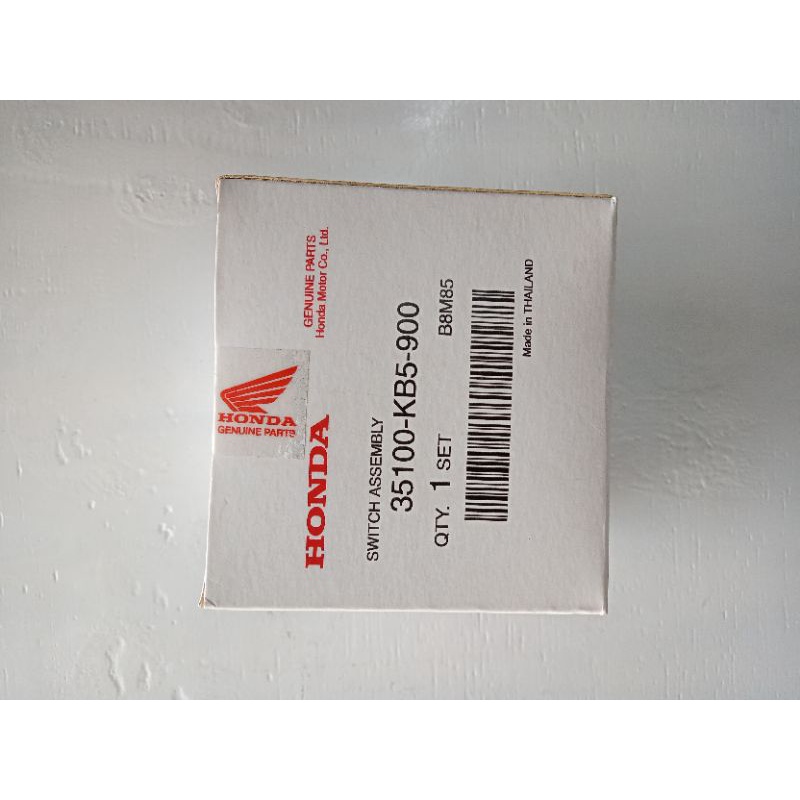 HONDA
GENUINE PARTS
HONDA
GENUINE PARTS
Honda Motor Co., Ltd.
SWITCH ASSEMBLY
35100-KB5-900
QTY. 1 SET B8M85
Made in THAILAND